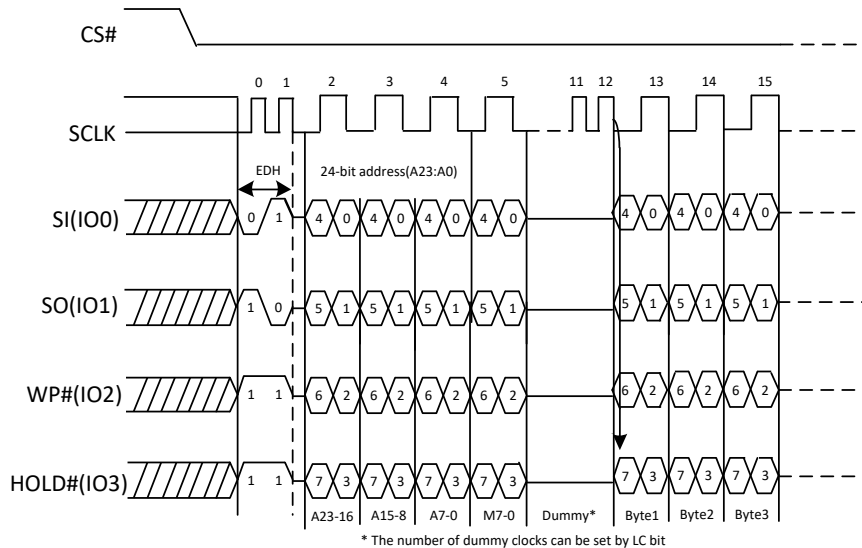 CS#
0 1 2 3 4 5 11 12 13 14 15
SCLK
EDH 24-bit address(A23:A0)
SI(IO0) 0 1 4 0 4 0 4 0 4 0 4 0 4 0 4 0
SO(IO1) 1 0 5 1 5 1 5 1 5 1 5 1 5 1 5 1
WP#(IO2) 1 1 6 2 6 2 6 2 6 2 6 2 6 2 6 2
HOLD#(IO3) 1 1 7 3 7 3 7 3 7 3 7 3 7 3 7 3
A23-16 A15-8 A7-0 M7-0 Dummy* Byte1 Byte2 Byte3
* The number of dummy clocks can be set by LC bit